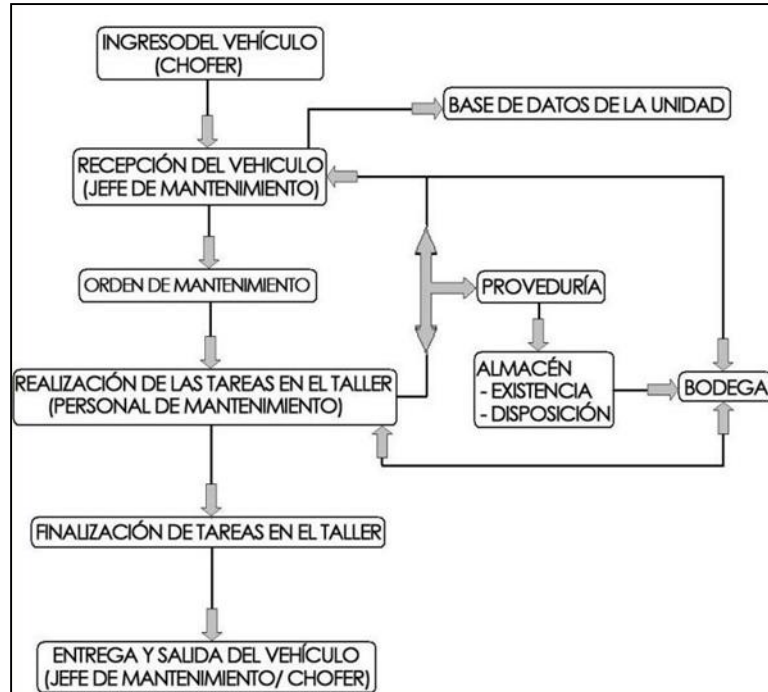 INGRESODEL VEHÍCULO
(CHOFER)
BASE DE DATOS DE LA UNIDAD
RECEPCIÓN DEL VEHICULO
(JEFE DE MANTENIMIENTO)
ORDEN DE MANTENIMIENTO
PROVEDURÍA
REALIZACIÓN DE LAS TAREAS EN EL TALLER
(PERSONAL DE MANTENIMIENTO)
ALMACÉN
- EXISTENCIA
- DISPOSICIÓN
BODEGA
FINALIZACIÓN DE TAREAS EN EL TALLER
ENTREGA Y SALIDA DEL VEHÍCULO
(JEFE DE MANTENIMIENTO/ CHOFER)